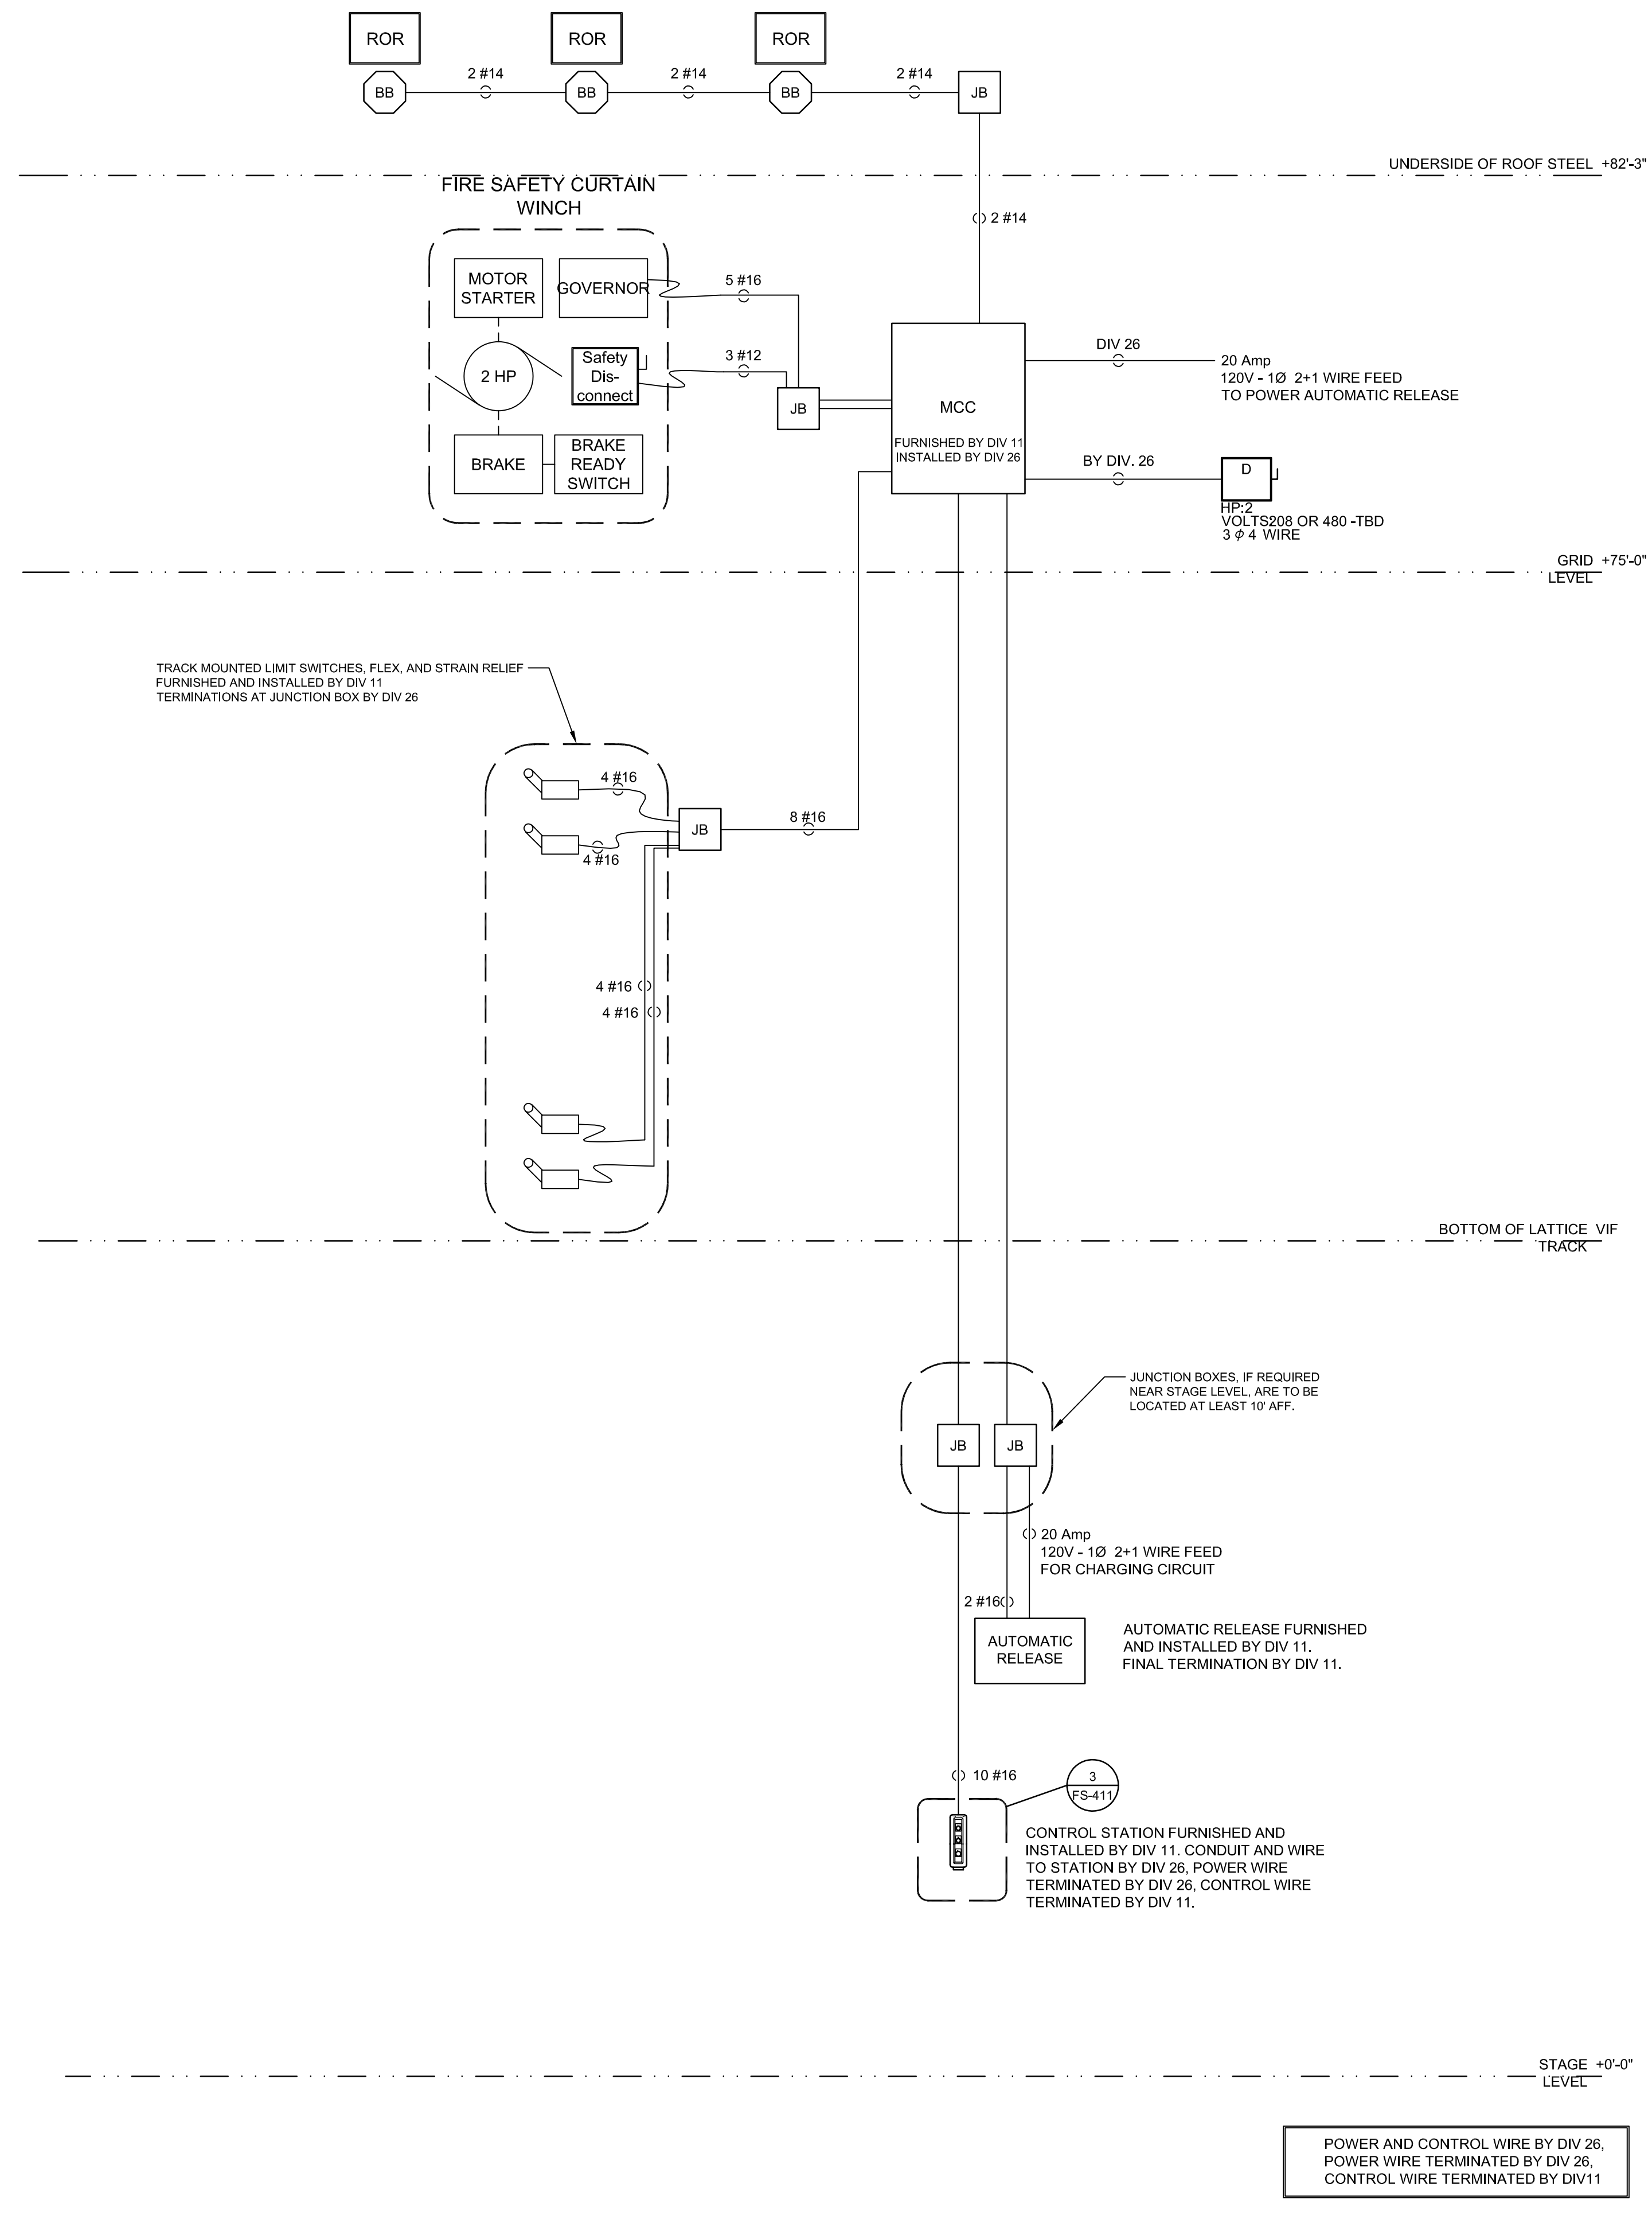 ROR
ROR
ROR
2 #14
2 #14
2 #14
BB
BB
BB
JB
UNDERSIDE OF ROOF STEEL +82'-3"
FIRE SAFETY CURTAIN
WINCH
2 #14
MOTOR
STARTER
GOVERNOR
5 #16
2 HP
Safety
Dis-
connect
3 #12
JB
BRAKE
BRAKE
READY
SWITCH
MCC
FURNISHED BY DIV 11
INSTALLED BY DIV 26
DIV 26
20 Amp
120V - 1Ø 2+1 WIRE FEED
TO POWER AUTOMATIC RELEASE
BY DIV. 26
D
HP:2
VOLTS208 OR 480 -TBD
3 ϕ 4 WIRE
GRID +75'-0"
LEVEL
TRACK MOUNTED LIMIT SWITCHES, FLEX, AND STRAIN RELIEF
FURNISHED AND INSTALLED BY DIV 11
TERMINATIONS AT JUNCTION BOX BY DIV 26
4 #16
4 #16
JB
8 #16
4 #16
4 #16
BOTTOM OF LATTICE VIF
TRACK
JUNCTION BOXES, IF REQUIRED
NEAR STAGE LEVEL, ARE TO BE
LOCATED AT LEAST 10' AFF.
JB
JB
20 Amp
120V - 1Ø 2+1 WIRE FEED
FOR CHARGING CIRCUIT
2 #16
AUTOMATIC
RELEASE
AUTOMATIC RELEASE FURNISHED
AND INSTALLED BY DIV 11.
FINAL TERMINATION BY DIV 11.
10 #16
3
FS-411
CONTROL STATION FURNISHED AND
INSTALLED BY DIV 11. CONDUIT AND WIRE
TO STATION BY DIV 26, POWER WIRE
TERMINATED BY DIV 26, CONTROL WIRE
TERMINATED BY DIV 11.
STAGE +0'-0"
LEVEL
POWER AND CONTROL WIRE BY DIV 26,
POWER WIRE TERMINATED BY DIV 26,
CONTROL WIRE TERMINATED BY DIV11